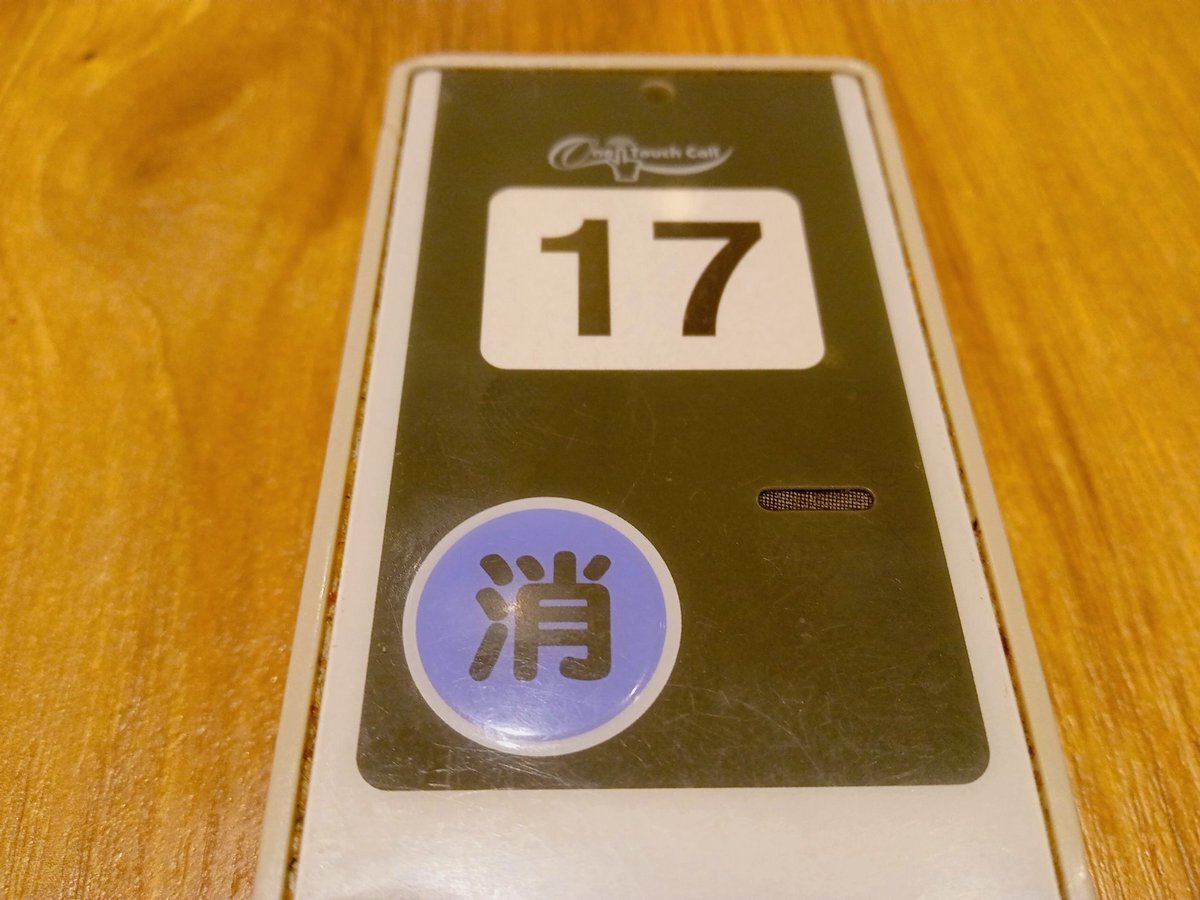 One Touch Call
17
消